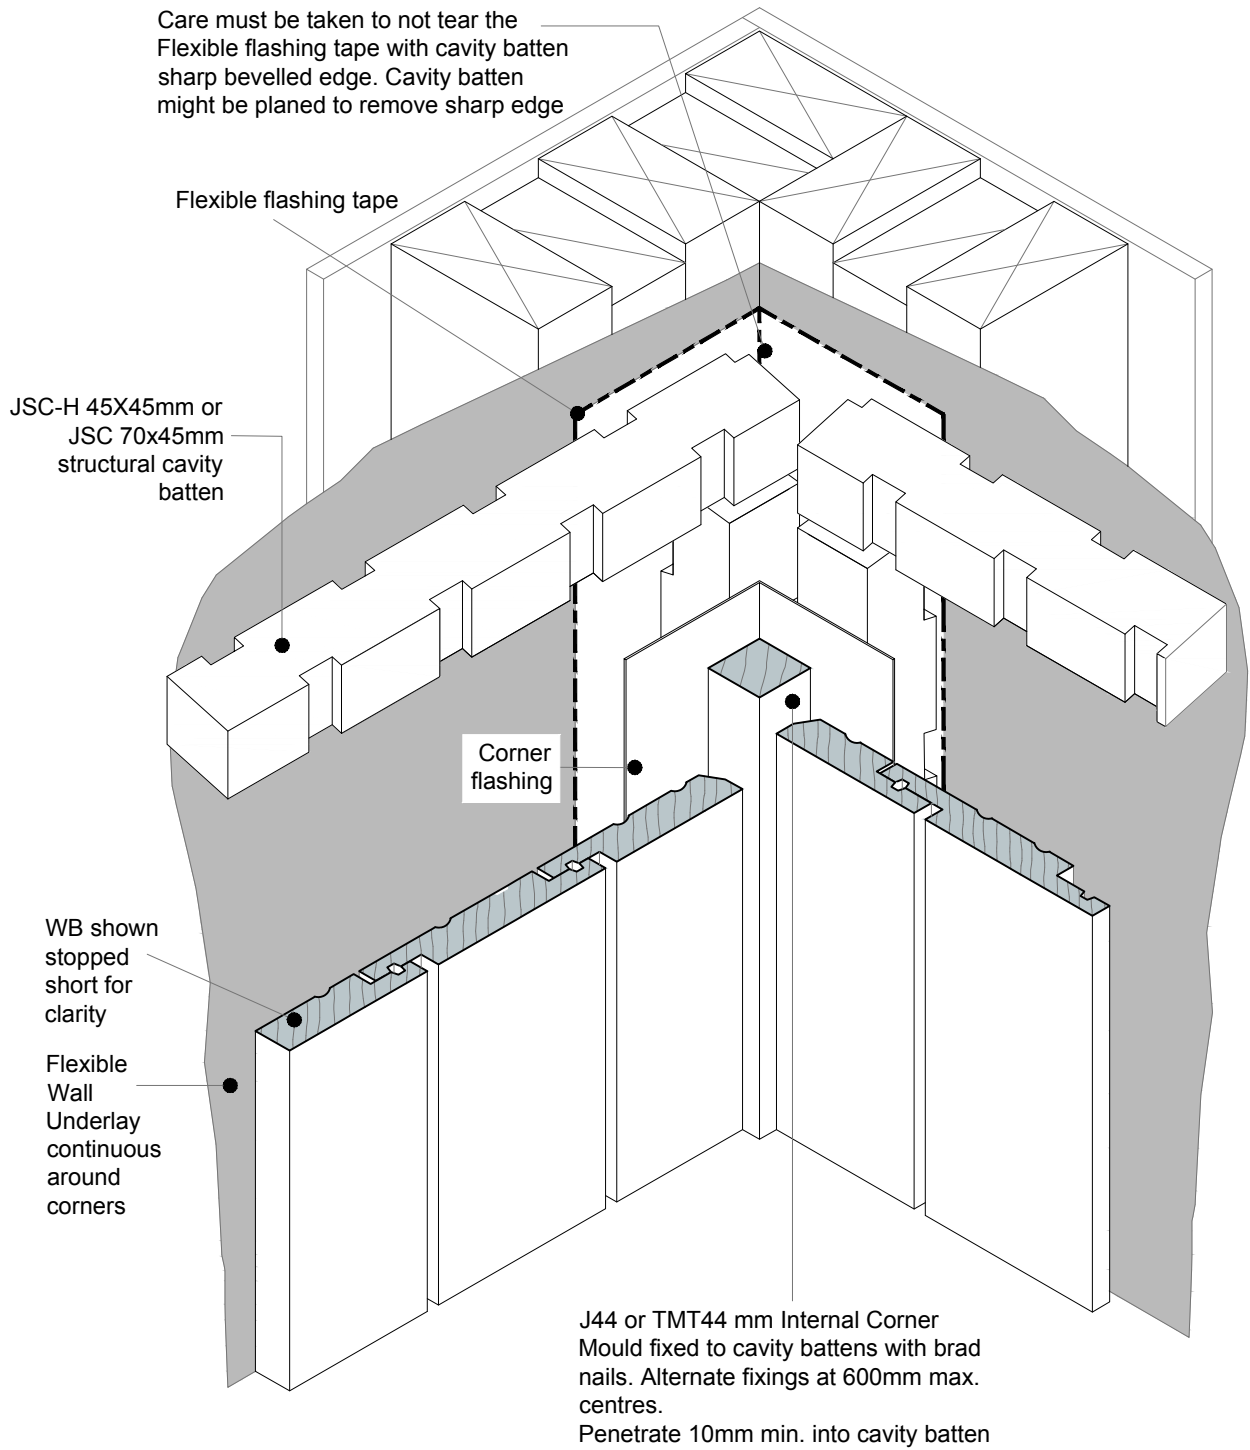 Care must be taken to not tear the
Flexible flashing tape with cavity batten
sharp bevelled edge. Cavity batten
might be planed to remove sharp edge
Flexible flashing tape
JSC-H 45X45mm or
JSC 70x45mm
structural cavity
batten
Corner
flashing
WB shown
stopped
short for
clarity
Flexible
Wall
Underlay
continuous
around
corners
J44 or TMT44 mm Internal Corner
Mould fixed to cavity battens with brad
nails. Alternate fixings at 600mm max.
centres.
Penetrate 10mm min. into cavity batten